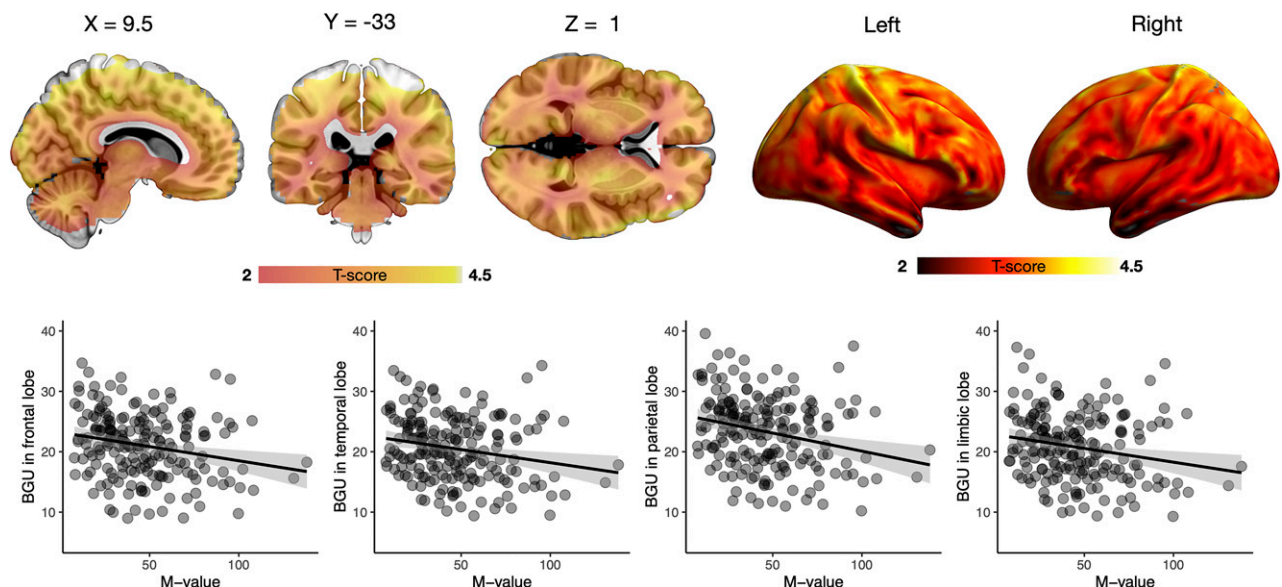 X = 9.5
Y = -33
Z = 1
Left
Right
2 T-score 4.5
2 T-score 4.5
BGU in frontal lobe
40
30
20
10
50
100
M-value
BGU in temporal lobe
40
30
20
10
50
100
M-value
BGU in parietal lobe
40
30
20
10
50
100
M-value
BGU in limbic lobe
40
30
20
10
50
100
M-value